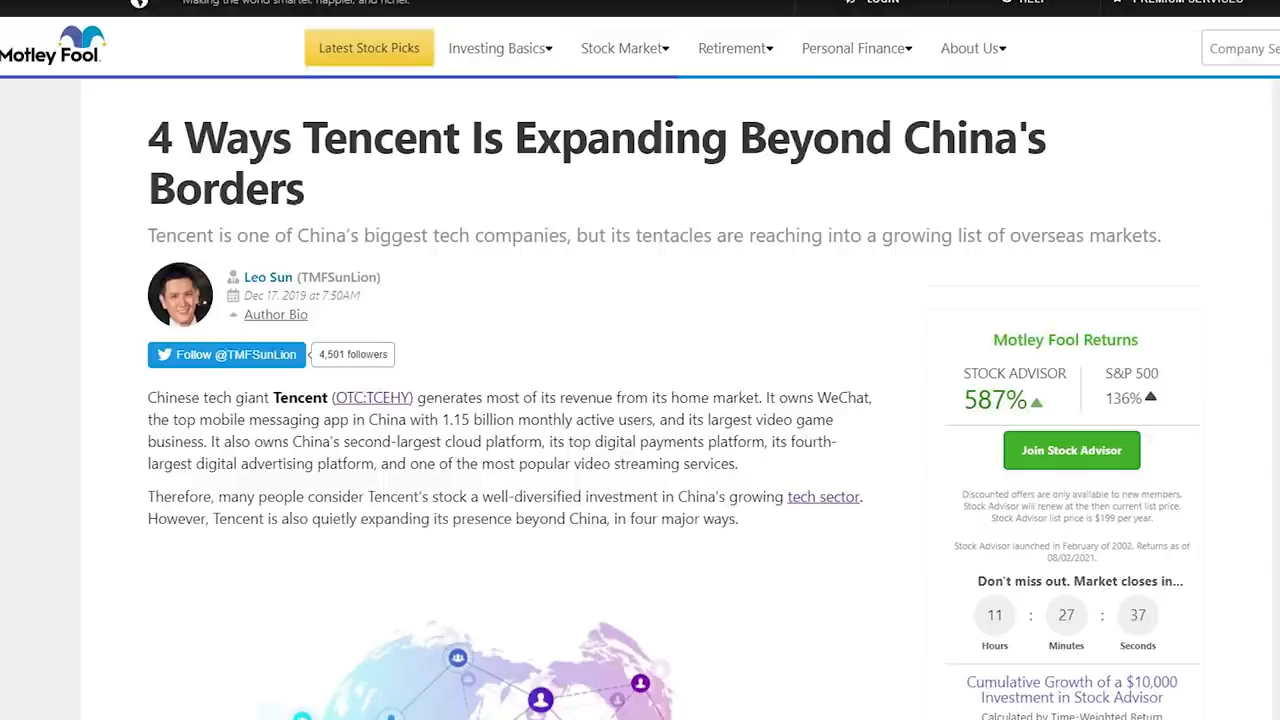 Making the world smarter, happier, and richer.
LOGIN
HELP
PREMIUM SERVICES
Motley Fool
Latest Stock Picks
Investing Basics
Stock Market
Retirement
Personal Finance
About Us
Company Se
4 Ways Tencent Is Expanding Beyond China's
Borders
Tencent is one of China's biggest tech companies, but its tentacles are reaching into a growing list of overseas markets.
Leo Sun (TMFSunLion)
Dec 17, 2019 at 7:50AM
Author Bio
Follow @TMFSunLion
4,501 followers
Chinese tech giant Tencent (OTC:TCEHY) generates most of its revenue from its home market. It owns WeChat,
the top mobile messaging app in China with 1.15 billion monthly active users, and its largest video game
business. It also owns China's second-largest cloud platform, its top digital payments platform, its fourth-
largest digital advertising platform, and one of the most popular video streaming services.
Therefore, many people consider Tencent's stock a well-diversified investment in China's growing tech sector.
However, Tencent is also quietly expanding its presence beyond China, in four major ways.
Motley Fool Returns
STOCK ADVISOR
S&P 500
587%
136%
Join Stock Advisor
Discounted offers are only available to new members.
Stock Advisor will renew at the then current list price.
Stock Advisor list price is $199 per year.
Stock Advisor launched in February of 2002. Returns as of
08/02/2021.
Don't miss out. Market closes in...
11 : 27 : 37
Hours Minutes Seconds
Cumulative Growth of a $10,000
Investment in Stock Advisor
Calculated by Time-Weighted Return